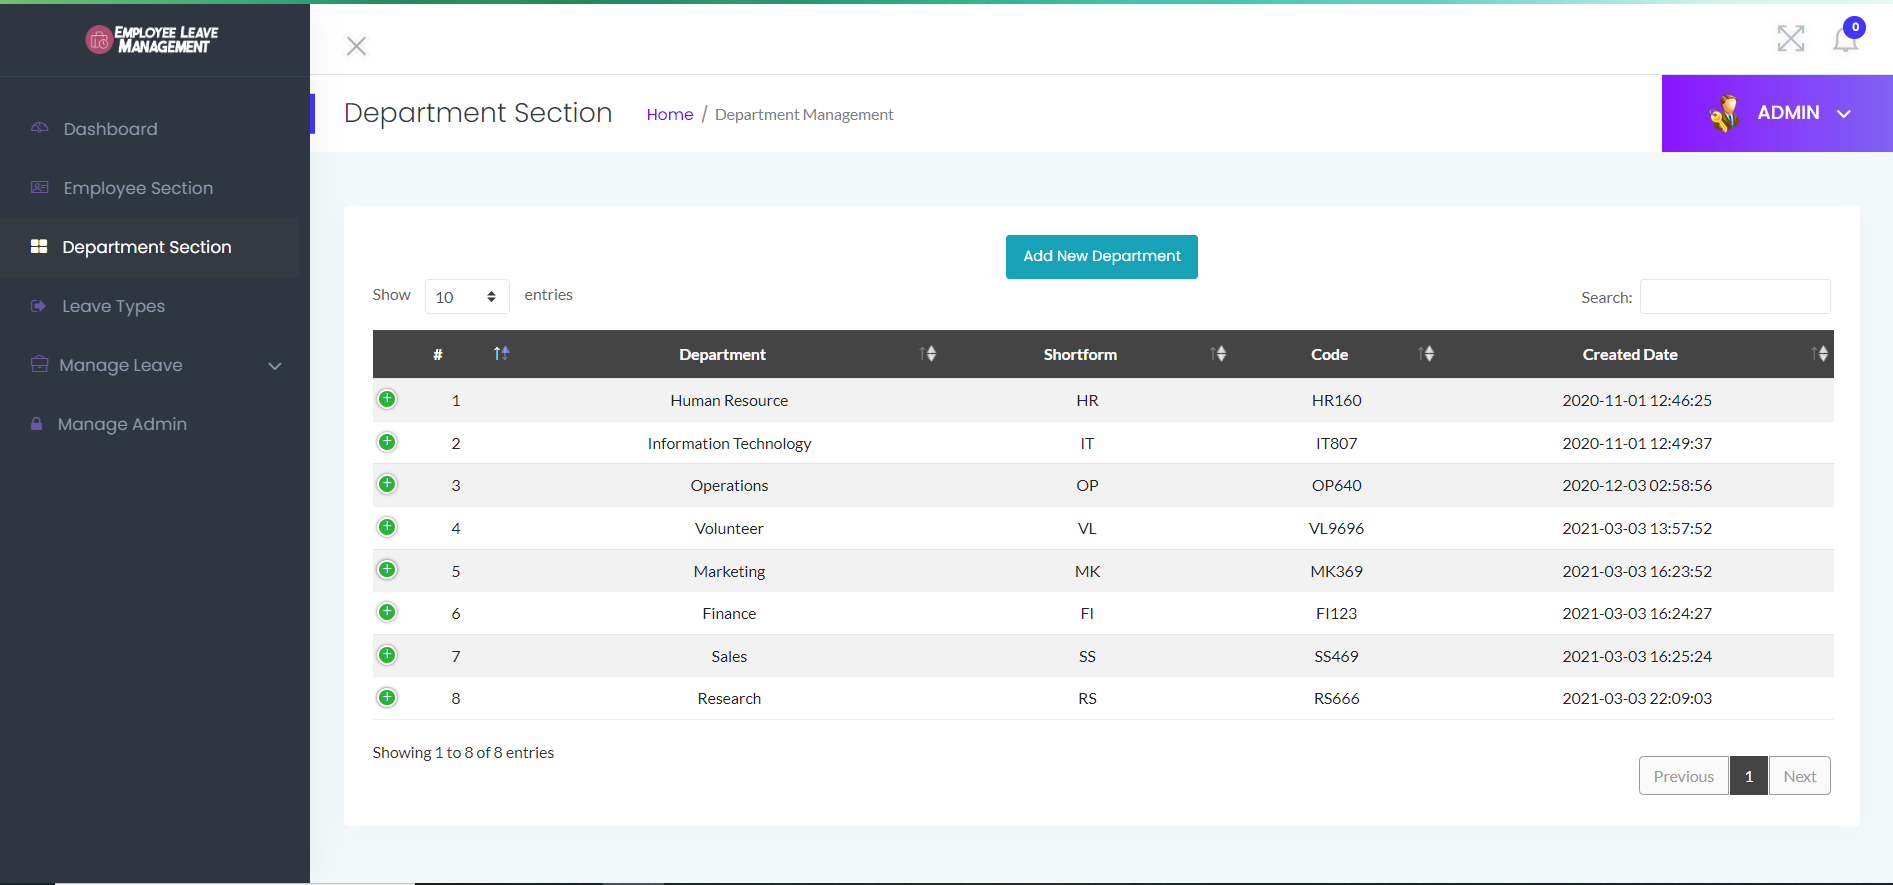 EMPLOYEE LEAVE
MANAGEMENT
0
Department Section
Home / Department Management
ADMIN
Dashboard
Employee Section
Department Section
Leave Types
Manage Leave
Manage Admin
Add New Department
Show 10 entries
Search:
# Department Shortform Code Created Date
1 Human Resource HR HR160 2020-11-01 12:46:25
2 Information Technology IT IT807 2020-11-01 12:49:37
3 Operations OP OP640 2020-12-03 02:58:56
4 Volunteer VL VL9696 2021-03-03 13:57:52
5 Marketing MK MK369 2021-03-03 16:23:52
6 Finance FI FI123 2021-03-03 16:24:27
7 Sales SS SS469 2021-03-03 16:25:24
8 Research RS RS666 2021-03-03 22:09:03
Showing 1 to 8 of 8 entries
Previous 1 Next